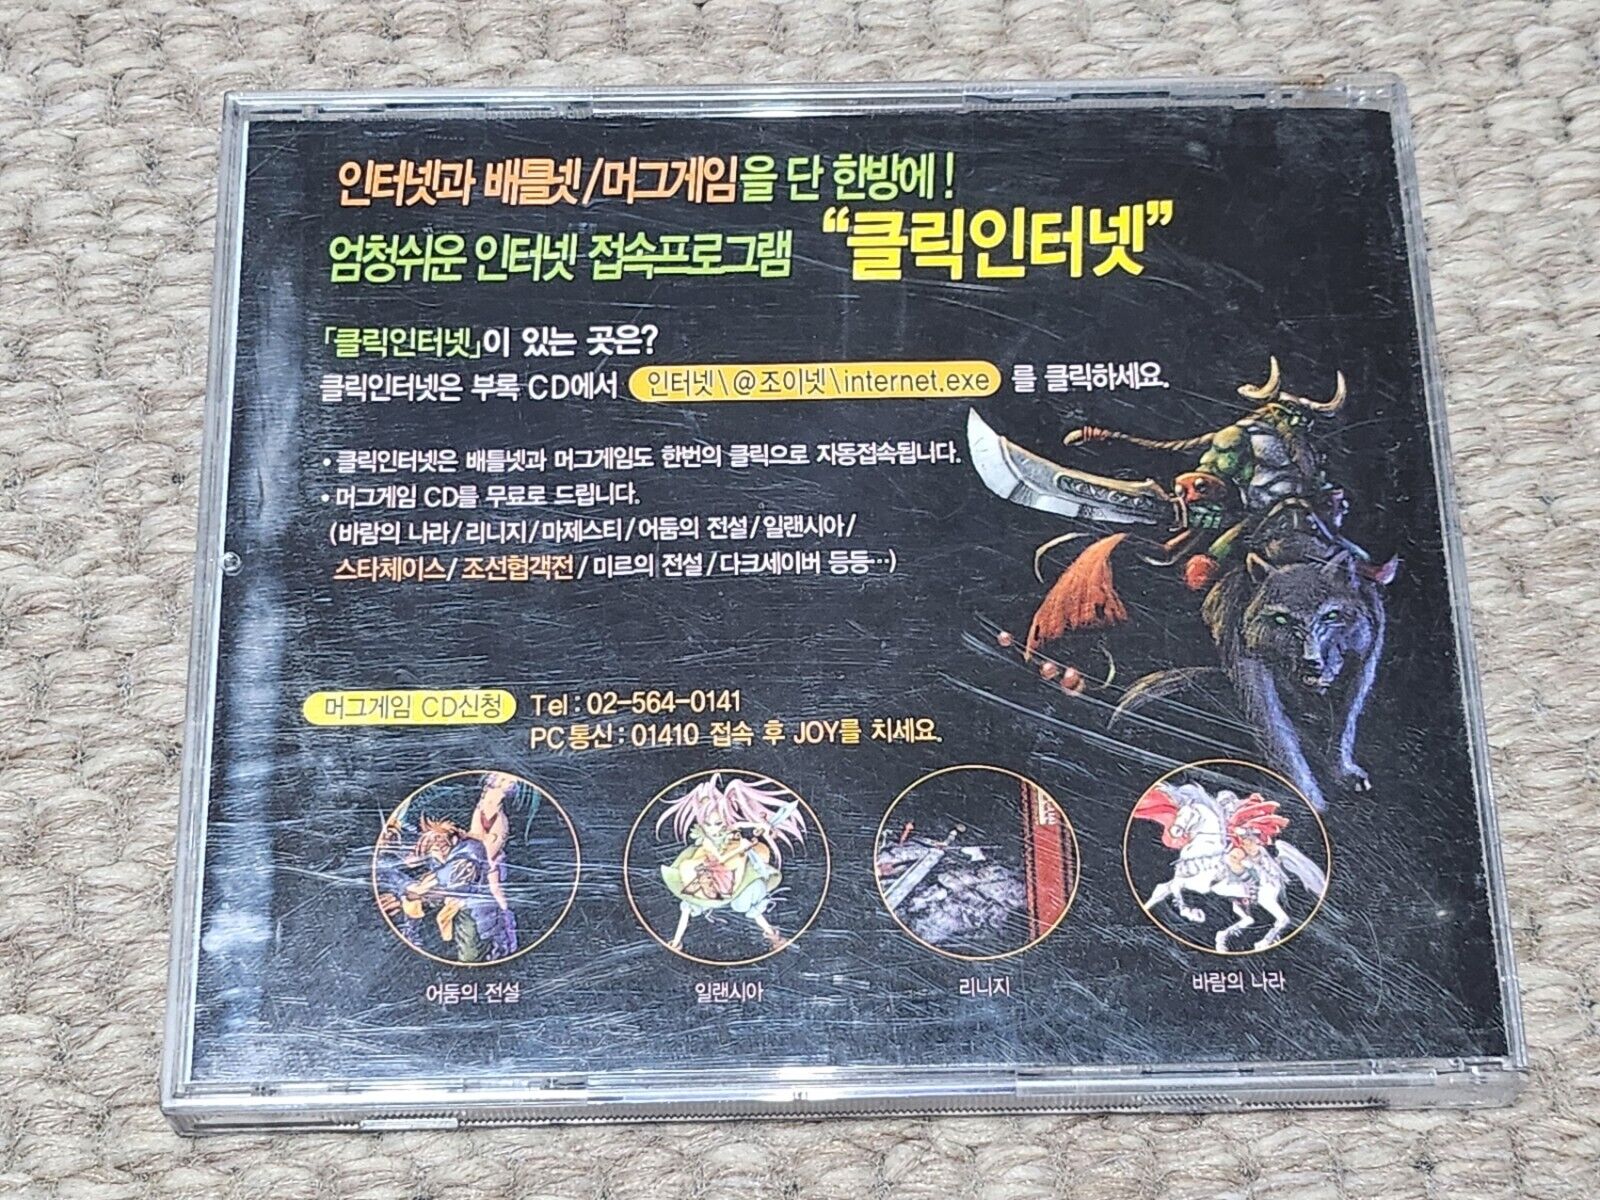 인터넷과 배틀넷/머그게임을 단 한방에!
엄청쉬운 인터넷 접속프로그램 “클릭인터넷”
「클릭인터넷」이 있는 곳은?
클릭인터넷은 부록 CD에서 인터넷\@조이넷\internet.exe 를 클릭하세요.
• 클릭인터넷은 배틀넷과 머그게임도 한번의 클릭으로 자동접속됩니다.
• 머그게임 CD를 무료로 드립니다.
(바람의 나라/리니지/마제스티/어둠의 전설/일랜시아/
스타체이스/조선협객전/미르의 전설/다크세이버 등등…)
머그게임 CD신청 Tel : 02-564-0141
PC통신 : 01410 접속 후 JOY를 치세요.
어둠의 전설 일랜시아 리니지 바람의 나라